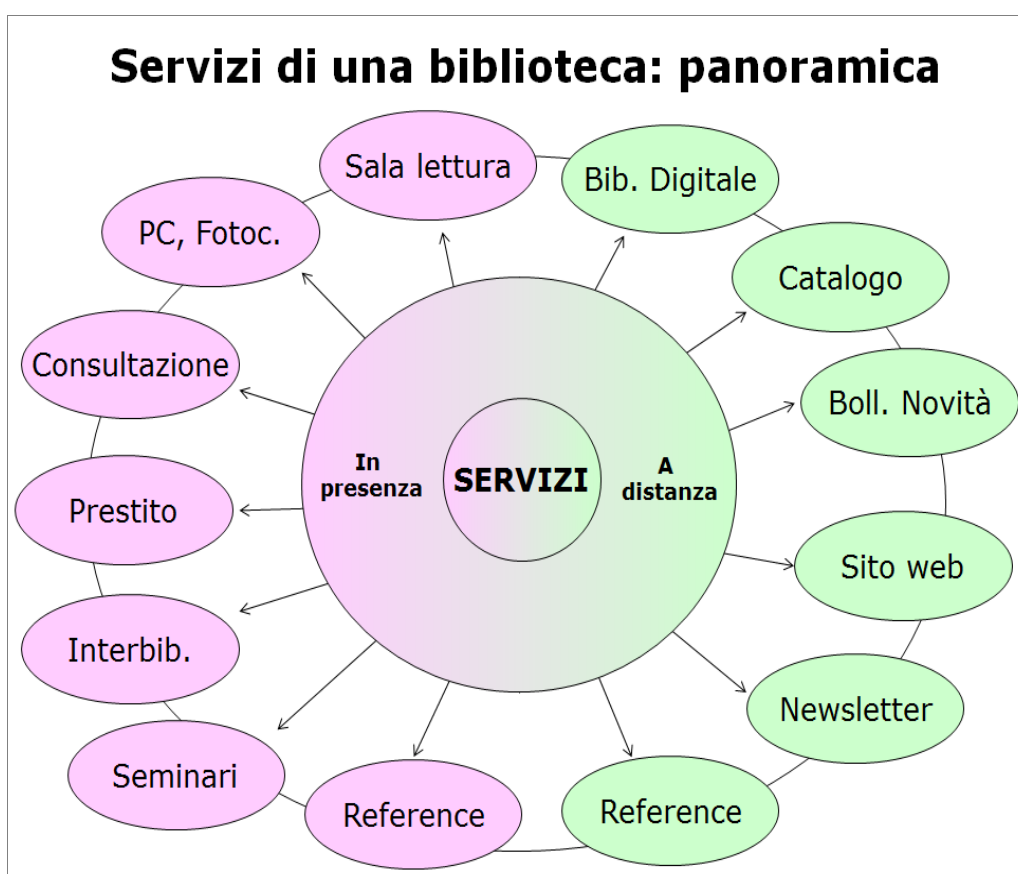 Servizi di una biblioteca: panoramica
Sala lettura
Bib. Digitale
PC, Fotoc.
Catalogo
Consultazione
Boll. Novità
In
presenza
SERVIZI
A
distanza
Prestito
Sito web
Interbib.
Newsletter
Seminari
Reference
Reference